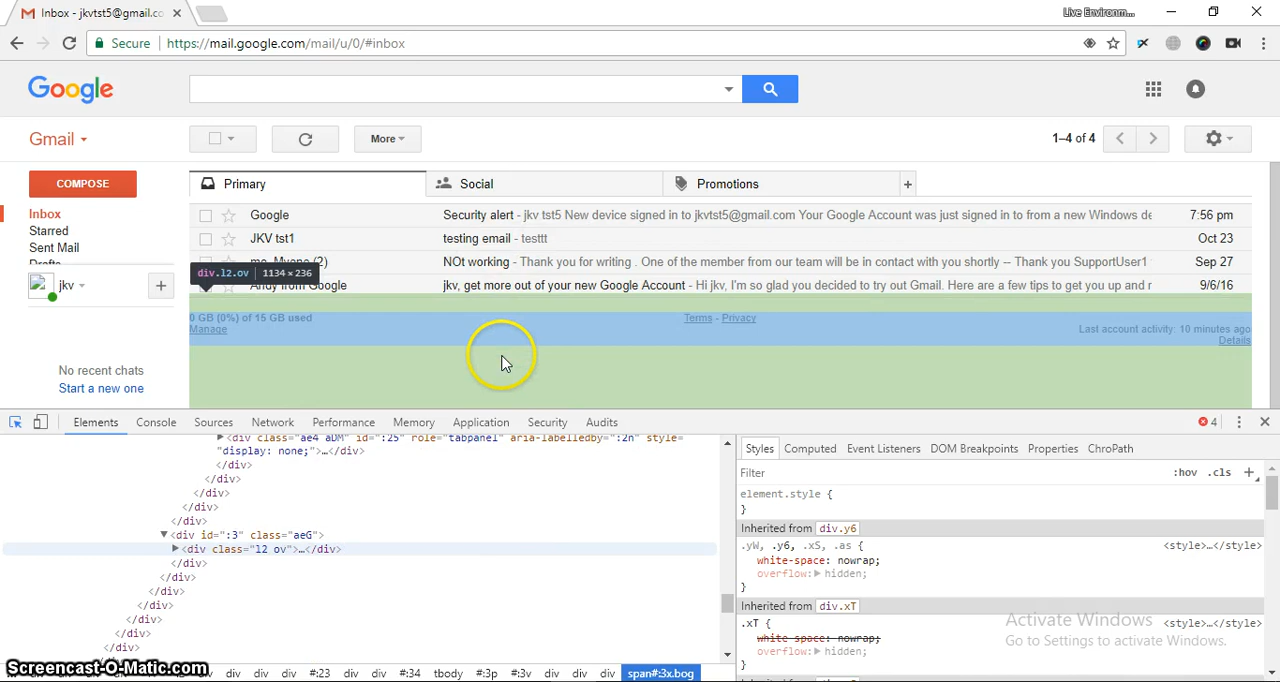 Inbox - jkvtst5@gmail.co
Live Environm...
Secure https://mail.google.com/mail/u/0/#inbox
Google
Gmail
More
1–4 of 4
COMPOSE
Primary
Social
Promotions
+
Inbox
Google Security alert - jkv tst5 New device signed in to jkvtst5@gmail.com Your Google Account was just signed in to from a new Windows de 7:56 pm
Starred
JKV tst1 testing email - testtt Oct 23
Sent Mail
me, Myone (2) NOt working - Thank you for writing . One of the member from our team will be in contact with you shortly -- Thank you SupportUser1 Sep 27
Drafts
div.l2.ov 1134 × 236
jkv
+
Andy from Google jkv, get more out of your new Google Account - Hi jkv, I'm so glad you decided to try out Gmail. Here are a few tips to get you up and r 9/6/16
0 GB (0%) of 15 GB used
Manage
Terms - Privacy
Last account activity: 10 minutes ago
Details
No recent chats
Start a new one
Elements Console Sources Network Performance Memory Application Security Audits
4
<div class="ae4 aDM" id=":25" role="tabpanel" aria-labelledby=":2n" style=
"display: none;">…</div>
</div>
</div>
</div>
</div>
</div>
<div id=":3" class="aeG">
<div class="l2 ov">…</div>
</div>
</div>
</div>
</div>
</div>
</div>
</div>
Styles Computed Event Listeners DOM Breakpoints Properties ChroPath
Filter
:hov .cls +
element.style {
}
Inherited from div.y6
.yW, .y6, .xS, .as {
<style>…</style>
white-space: nowrap;
overflow: hidden;
}
Inherited from div.xT
.xT {
<style>…</style>
white-space: nowrap;
overflow: hidden;
}
Activate Windows
Go to Settings to activate Windows.
... div div div div #:23 div div div #:34 tbody #:3p #:3v div div div span#:3x.bog
Screencast-O-Matic.com